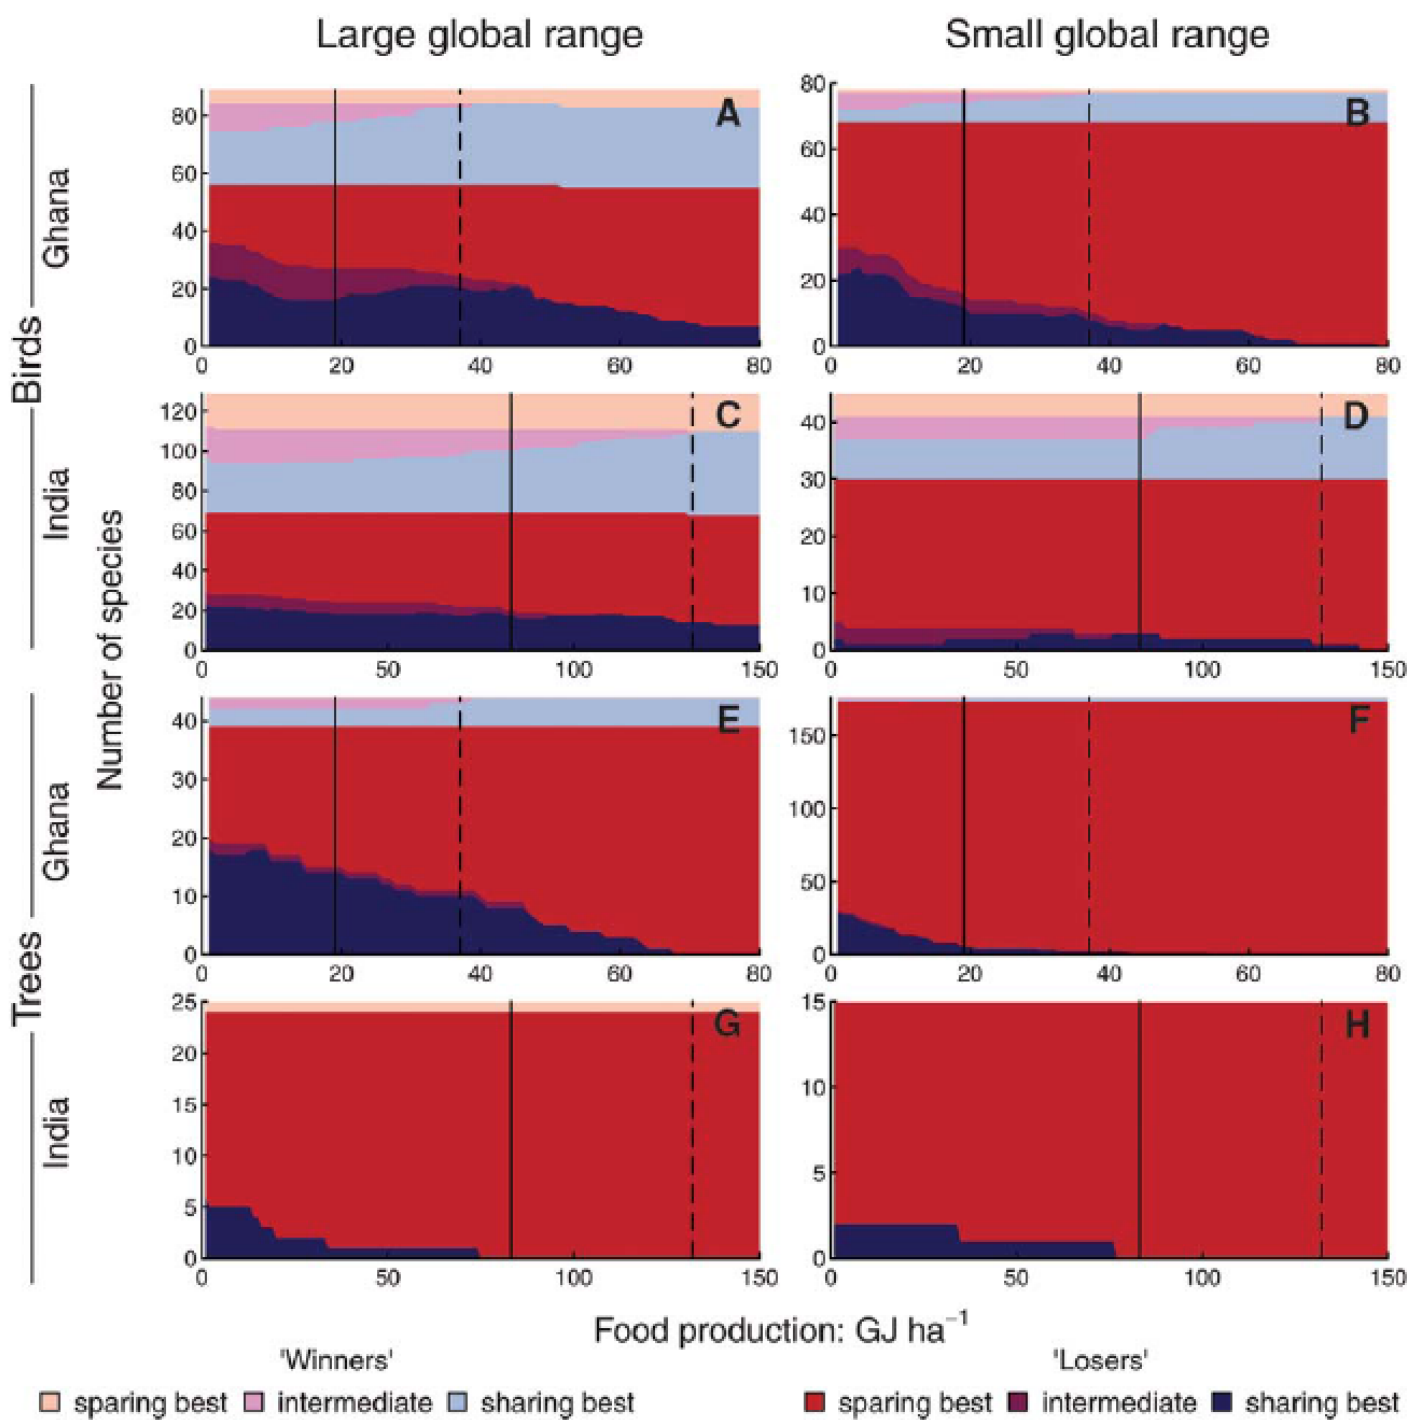 Large global range
Small global range
Birds
Ghana
India
Trees
Ghana
India
Number of species
A
80
60
40
20
0
0 20 40 60 80
B
80
60
40
20
0
0 20 40 60 80
C
120
100
80
60
40
20
0
0 50 100 150
D
40
30
20
10
0
0 50 100 150
E
40
30
20
10
0
0 20 40 60 80
F
150
100
50
0
0 20 40 60 80
G
25
20
15
10
5
0
0 50 100 150
H
15
10
5
0
0 50 100 150
Food production: GJ ha⁻¹
'Winners'
sparing best intermediate sharing best
'Losers'
sparing best intermediate sharing best